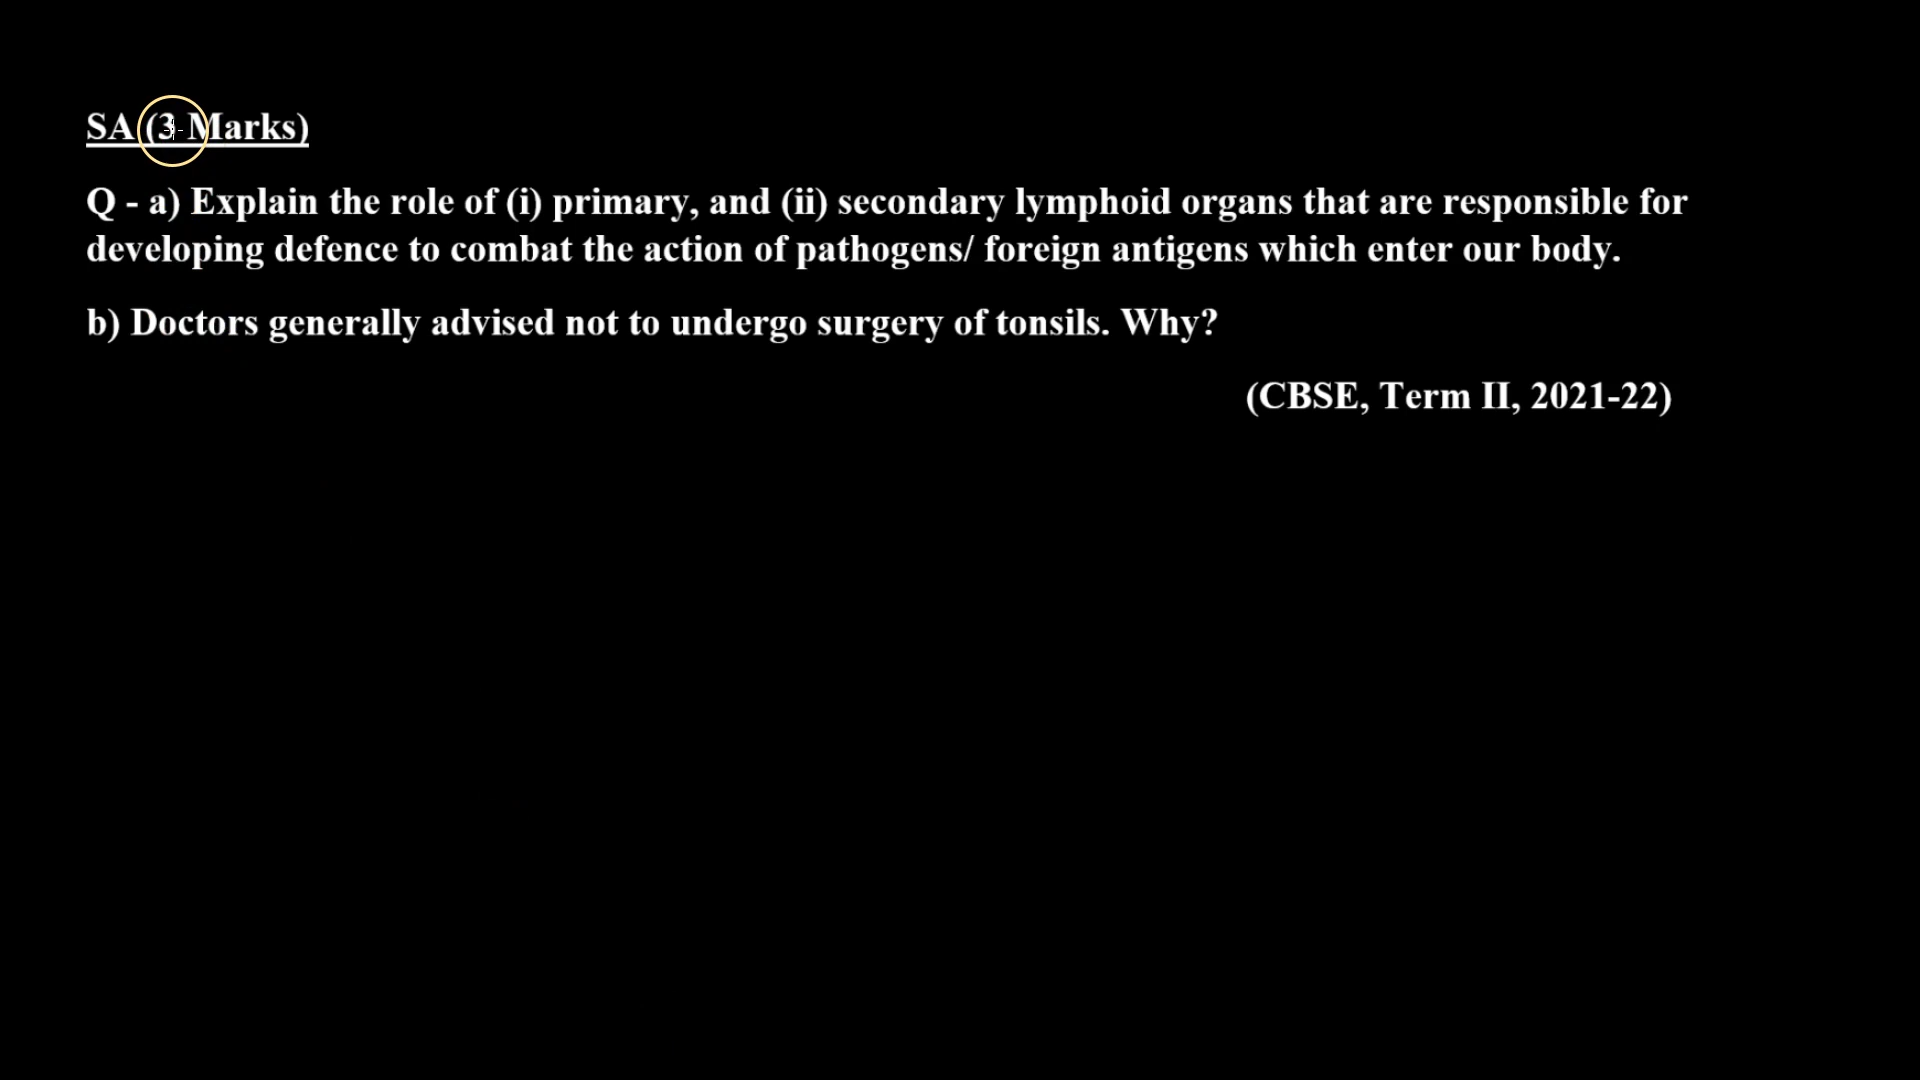 SA (3 Marks)
Q - a) Explain the role of (i) primary, and (ii) secondary lymphoid organs that are responsible for
developing defence to combat the action of pathogens/ foreign antigens which enter our body.
b) Doctors generally advised not to undergo surgery of tonsils. Why?
(CBSE, Term II, 2021-22)